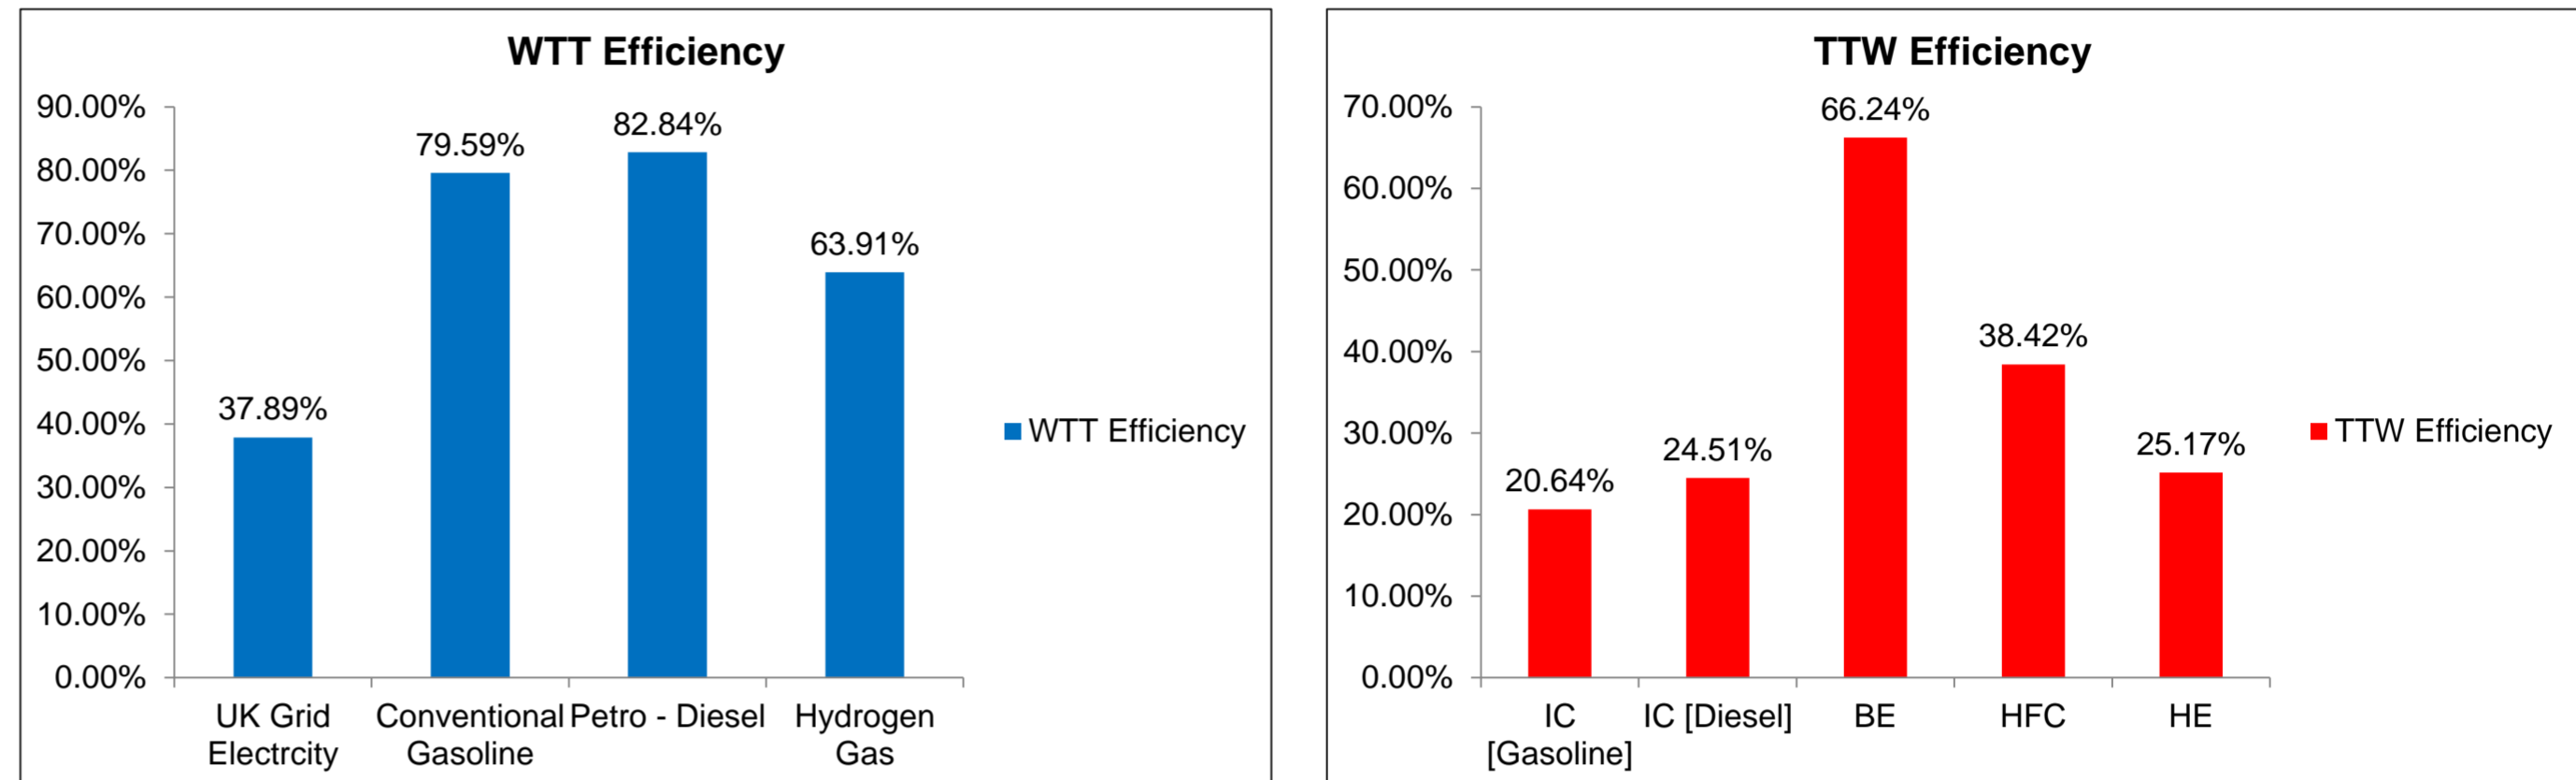 WTT Efficiency
90.00%
80.00%
70.00%
60.00%
50.00%
40.00%
30.00%
20.00%
10.00%
0.00%
37.89%
79.59%
82.84%
63.91%
UK Grid
Electrcity
Conventional
Gasoline
Petro - Diesel
Hydrogen
Gas
WTT Efficiency
TTW Efficiency
70.00%
60.00%
50.00%
40.00%
30.00%
20.00%
10.00%
0.00%
20.64%
24.51%
66.24%
38.42%
25.17%
IC
[Gasoline]
IC [Diesel]
BE
HFC
HE
TTW Efficiency